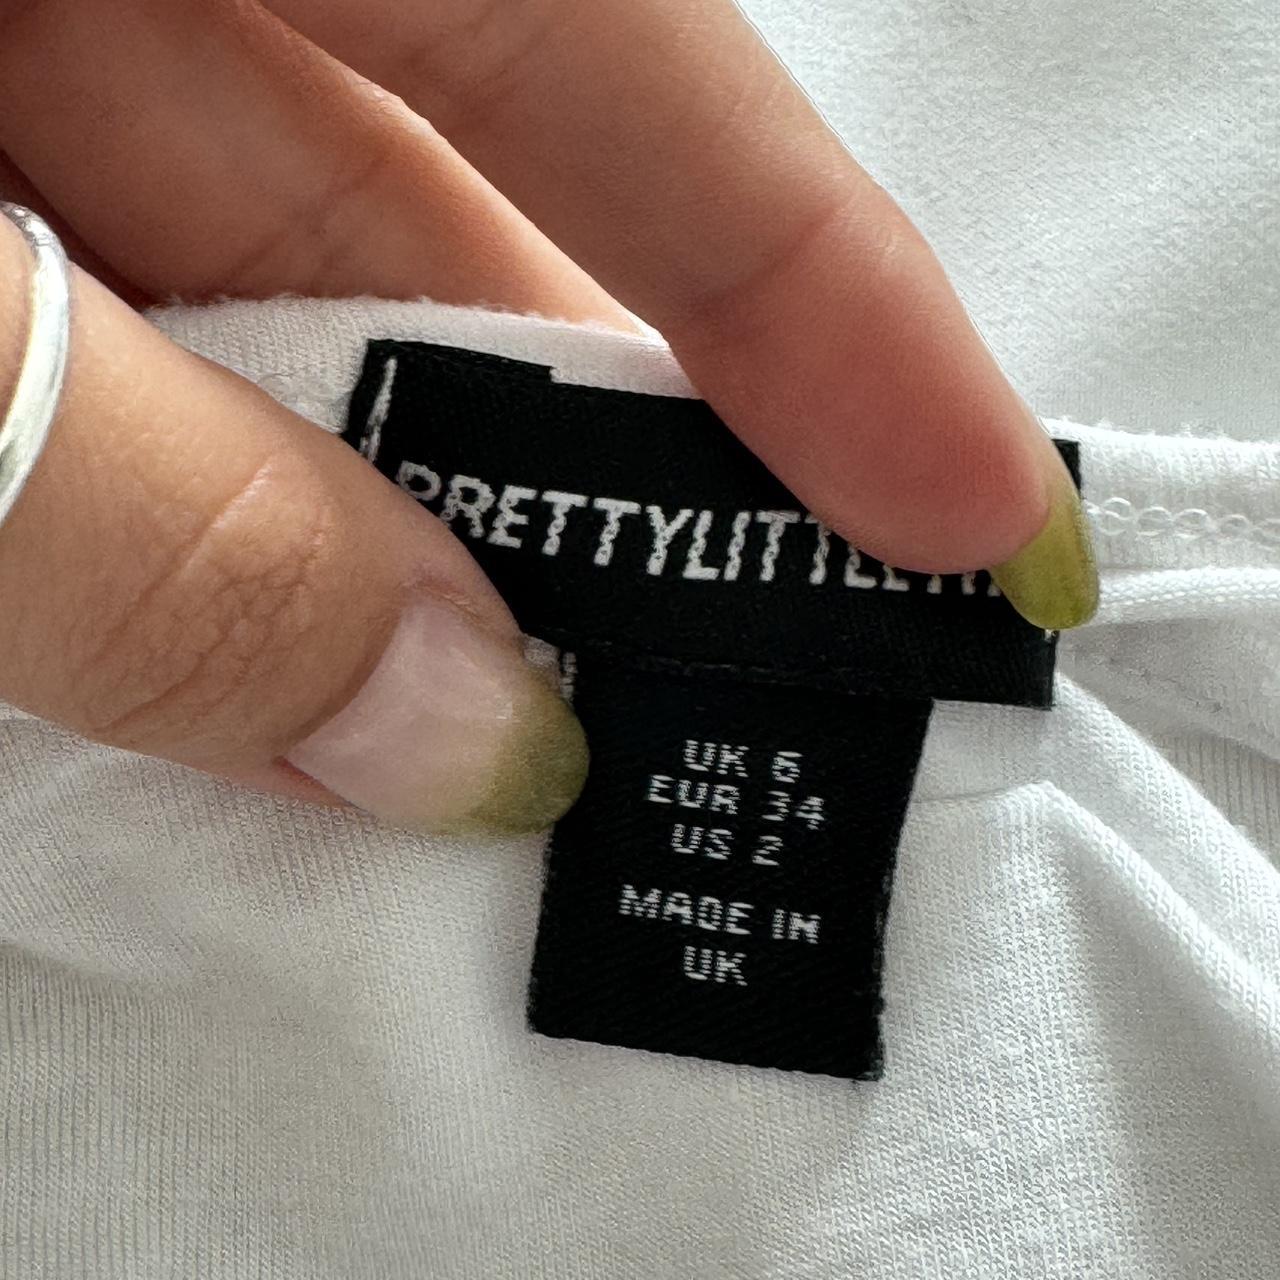 PRETTYLITTLETH
UK 6
EUR 34
US 2
MADE IN
UK